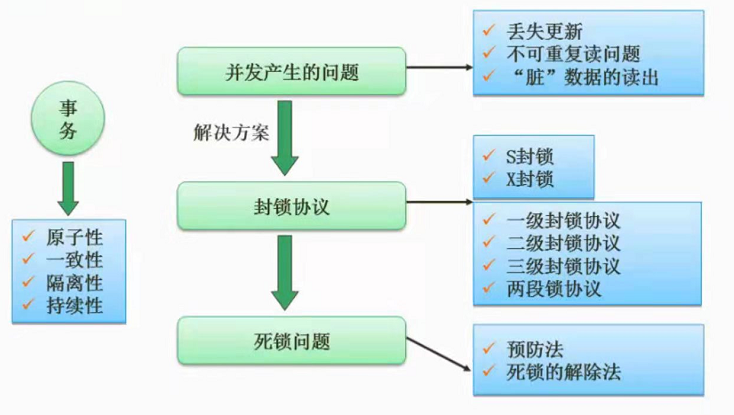 事
务
原子性
一致性
隔离性
持续性
并发产生的问题
丢失更新
不可重复读问题
“脏”数据的读出
解决方案
封锁协议
S封锁
X封锁
一级封锁协议
二级封锁协议
三级封锁协议
两段锁协议
死锁问题
预防法
死锁的解除法